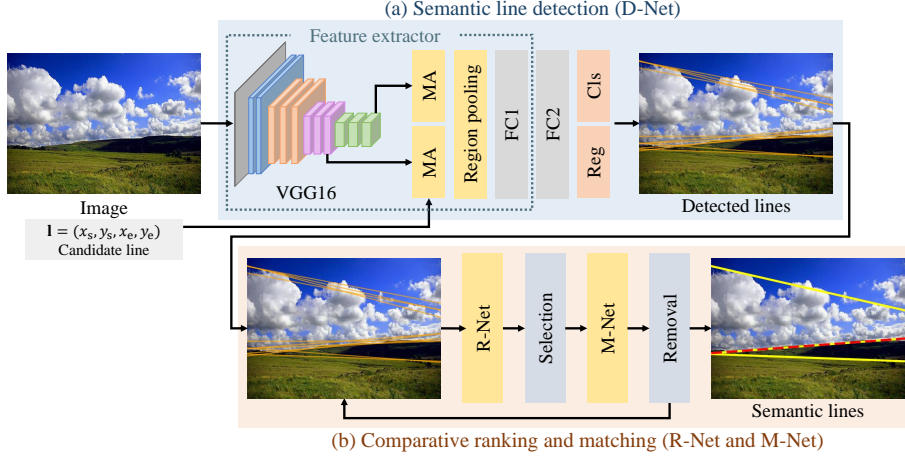 (a) Semantic line detection (D-Net)
Feature extractor
VGG16
MA
MA
Region pooling
FC1
FC2
Cls
Reg
Image
l = (xₛ, yₛ, xₑ, yₑ)
Candidate line
Detected lines
R-Net
Selection
M-Net
Removal
Semantic lines
(b) Comparative ranking and matching (R-Net and M-Net)